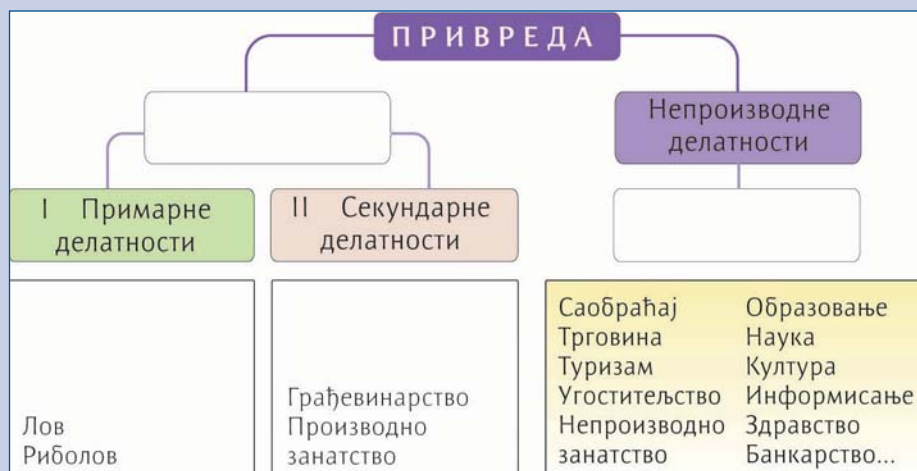 ПРИВРЕДА
Непроизводне
делатности
I Примарне
делатности
II Секундарне
делатности
Лов
Риболов
Грађевинарство
Производно
занатство
Саобраћај
Трговина
Туризам
Угоститељство
Непроизводно
занатство
Образовање
Наука
Култура
Информисање
Здравство
Банкарство...